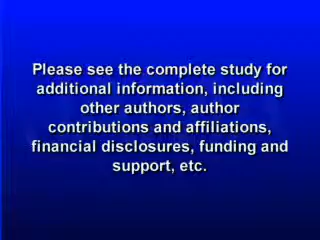 Please see the complete study for
additional information, including
other authors, author
contributions and affiliations,
financial disclosures, funding and
support, etc.